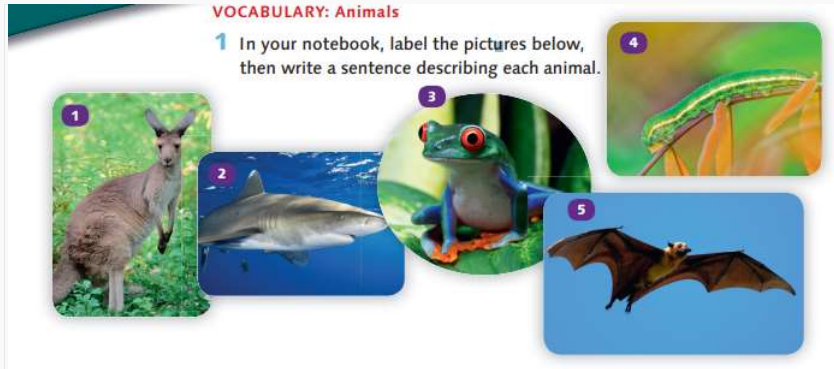 VOCABULARY: Animals
1 In your notebook, label the pictures below,
then write a sentence describing each animal.
1
2
3
4
5